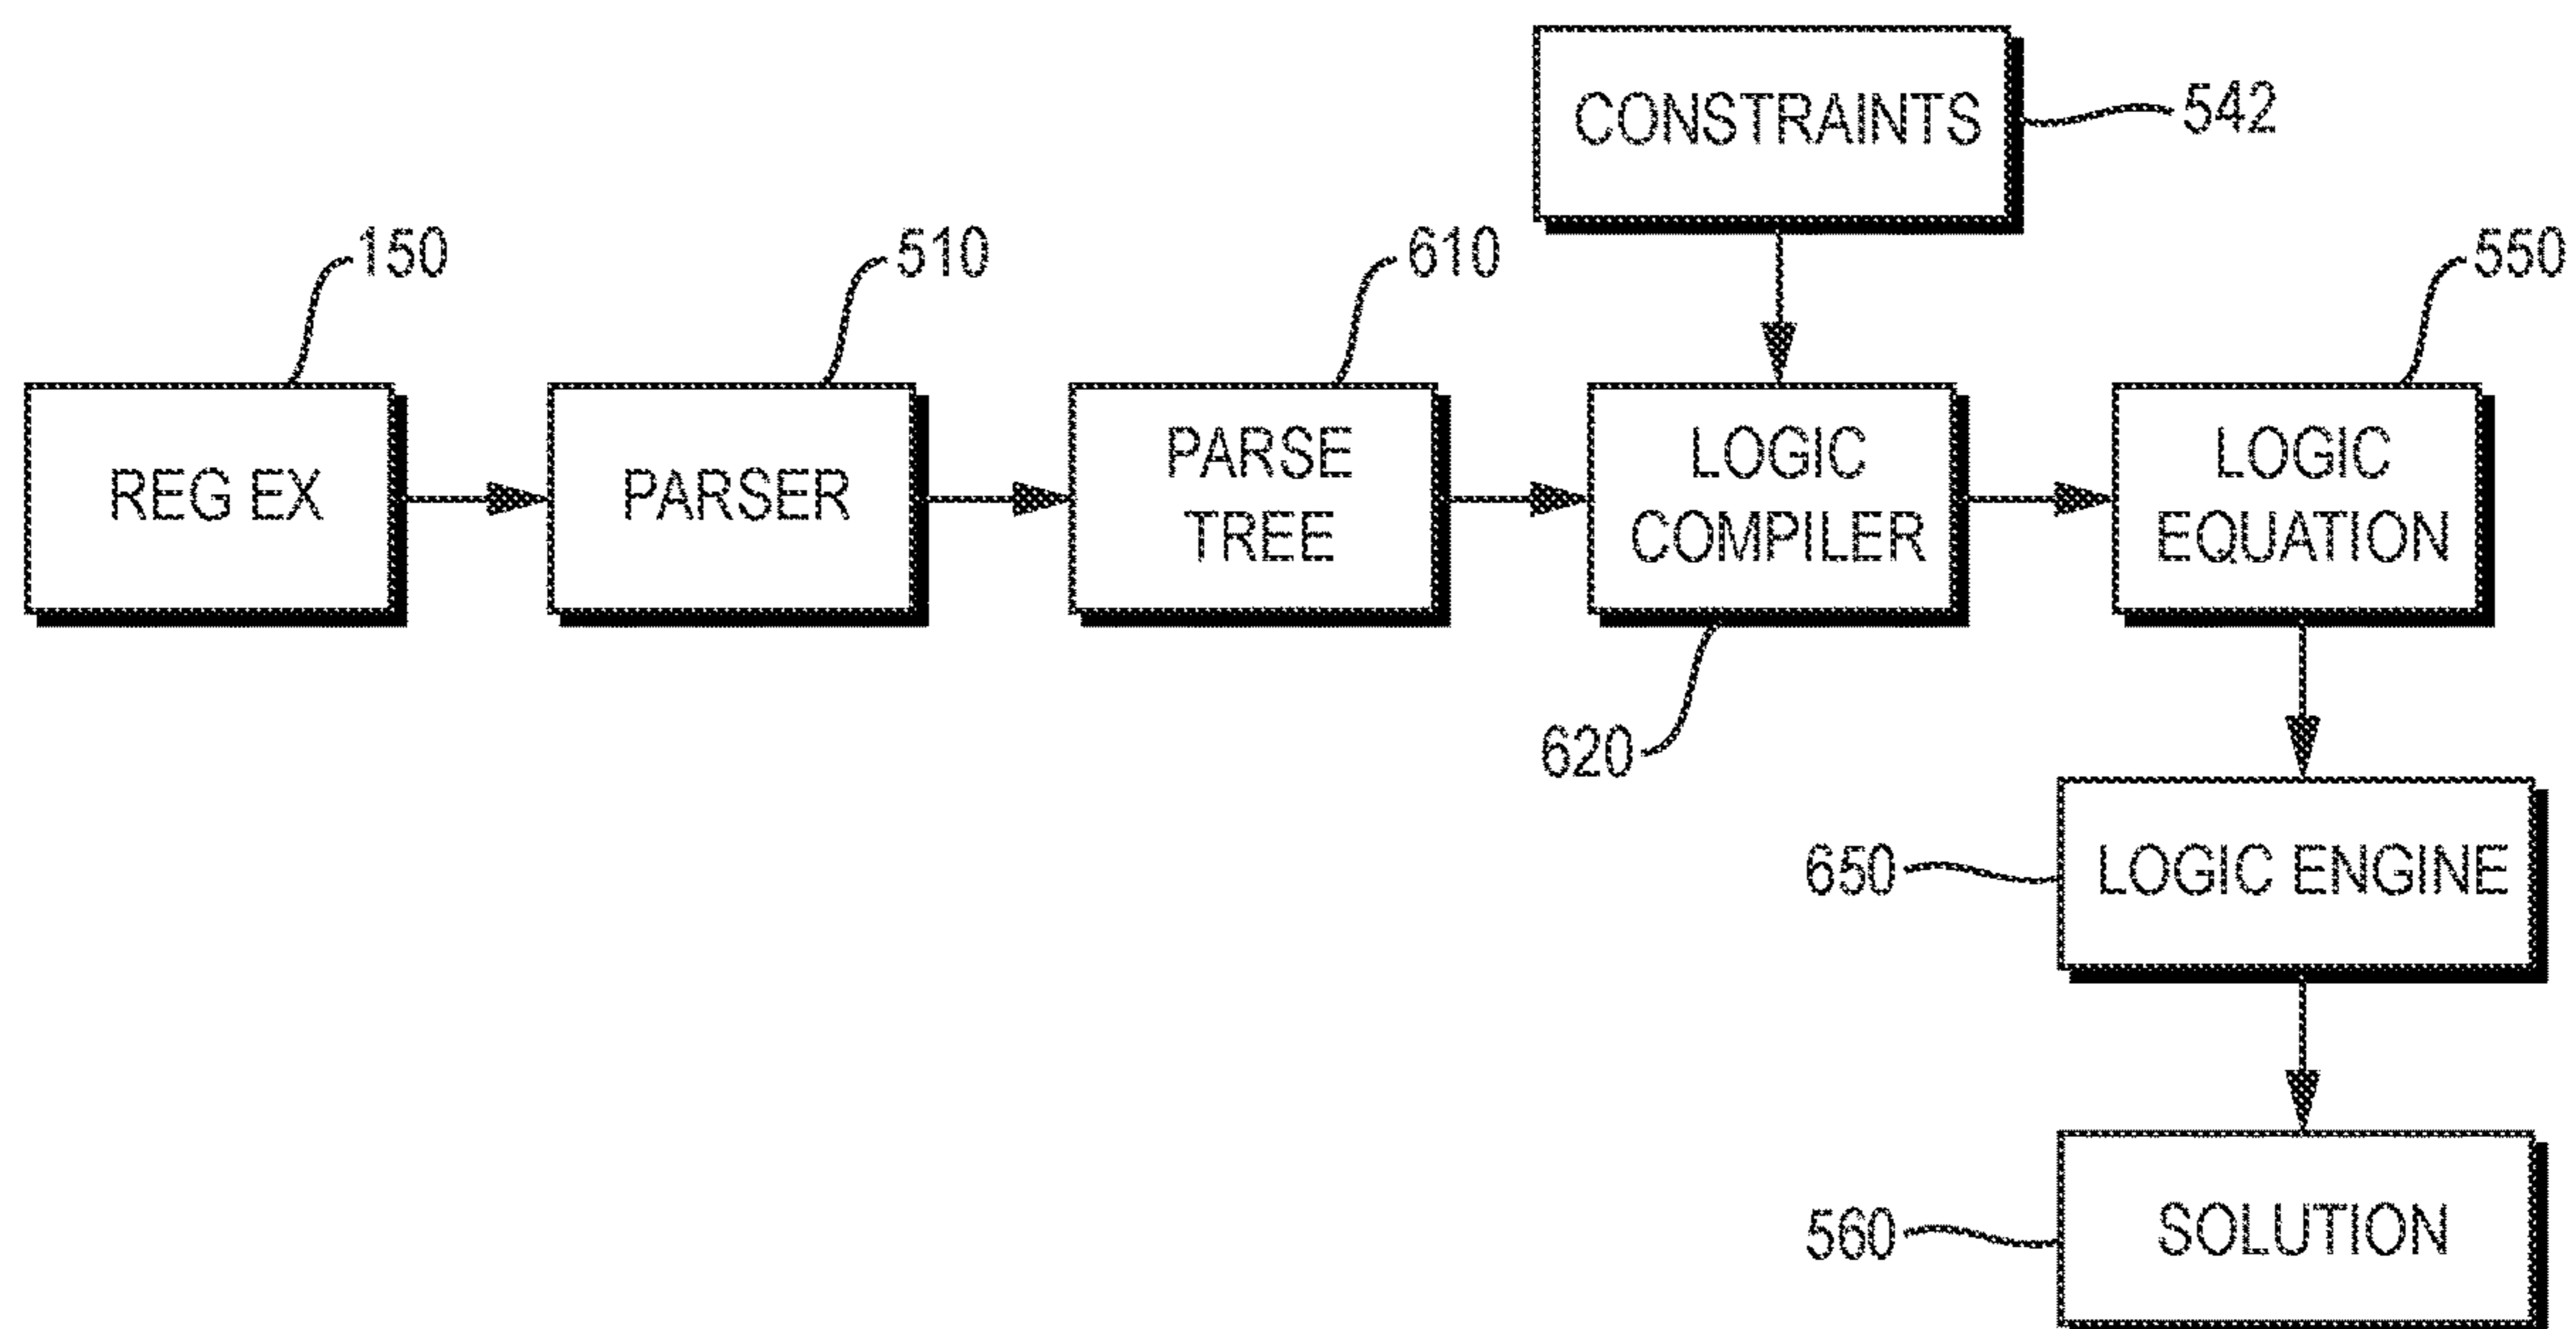 CONSTRAINTS
542
150
510
610
550
REG EX
PARSER
PARSE
TREE
LOGIC
COMPILER
LOGIC
EQUATION
620
650
LOGIC ENGINE
560
SOLUTION